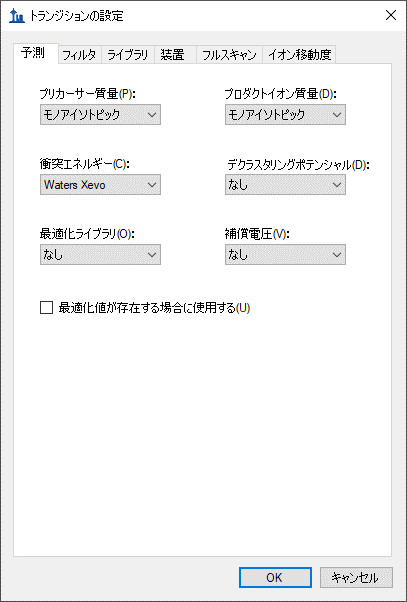 トランジションの設定
予測 フィルタ ライブラリ 装置 フルスキャン イオン移動度
プリカーサー質量(P): プロダクトイオン質量(D):
モノアイソトピック モノアイソトピック
衝突エネルギー(C): デクラスタリングポテンシャル(D):
Waters Xevo なし
最適化ライブラリ(O): 補償電圧(V):
なし なし
最適化値が存在する場合に使用する(U)
OK キャンセル